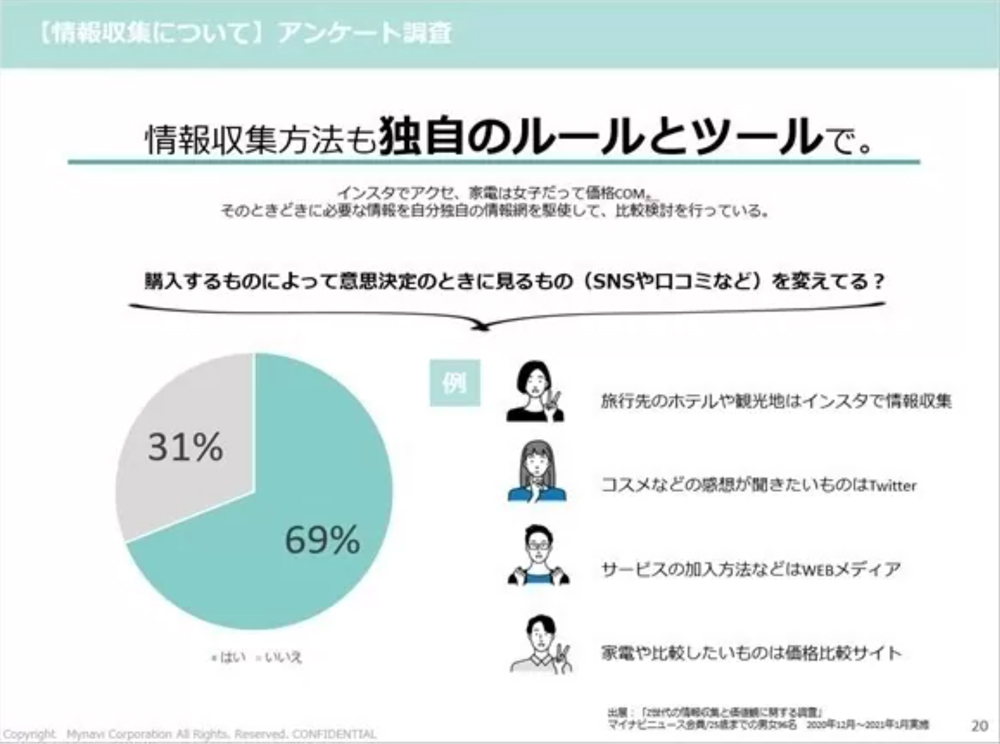 【情報収集について】アンケート調査
情報収集方法も独自のルールとツールで。
インスタでアクセ、家電は女子だって価格COM。
そのときどきに必要な情報を自分独自の情報網を駆使して、比較検討を行っている。
購入するものによって意思決定のときに見るもの（SNSや口コミなど）を変えてる？
31%
69%
はい いいえ
例
旅行先のホテルや観光地はインスタで情報収集
コスメなどの感想が聞きたいものはTwitter
サービスの加入方法などはWEBメディア
家電や比較したいものは価格比較サイト
出展：「Z世代の情報収集と価値観に関する調査」
マイナビニュース会員/25歳までの男女96名 2020年12月～2021年1月実施
Copyright. Mynavi Corporation All Rights. Reserved. CONFIDENTIAL
20